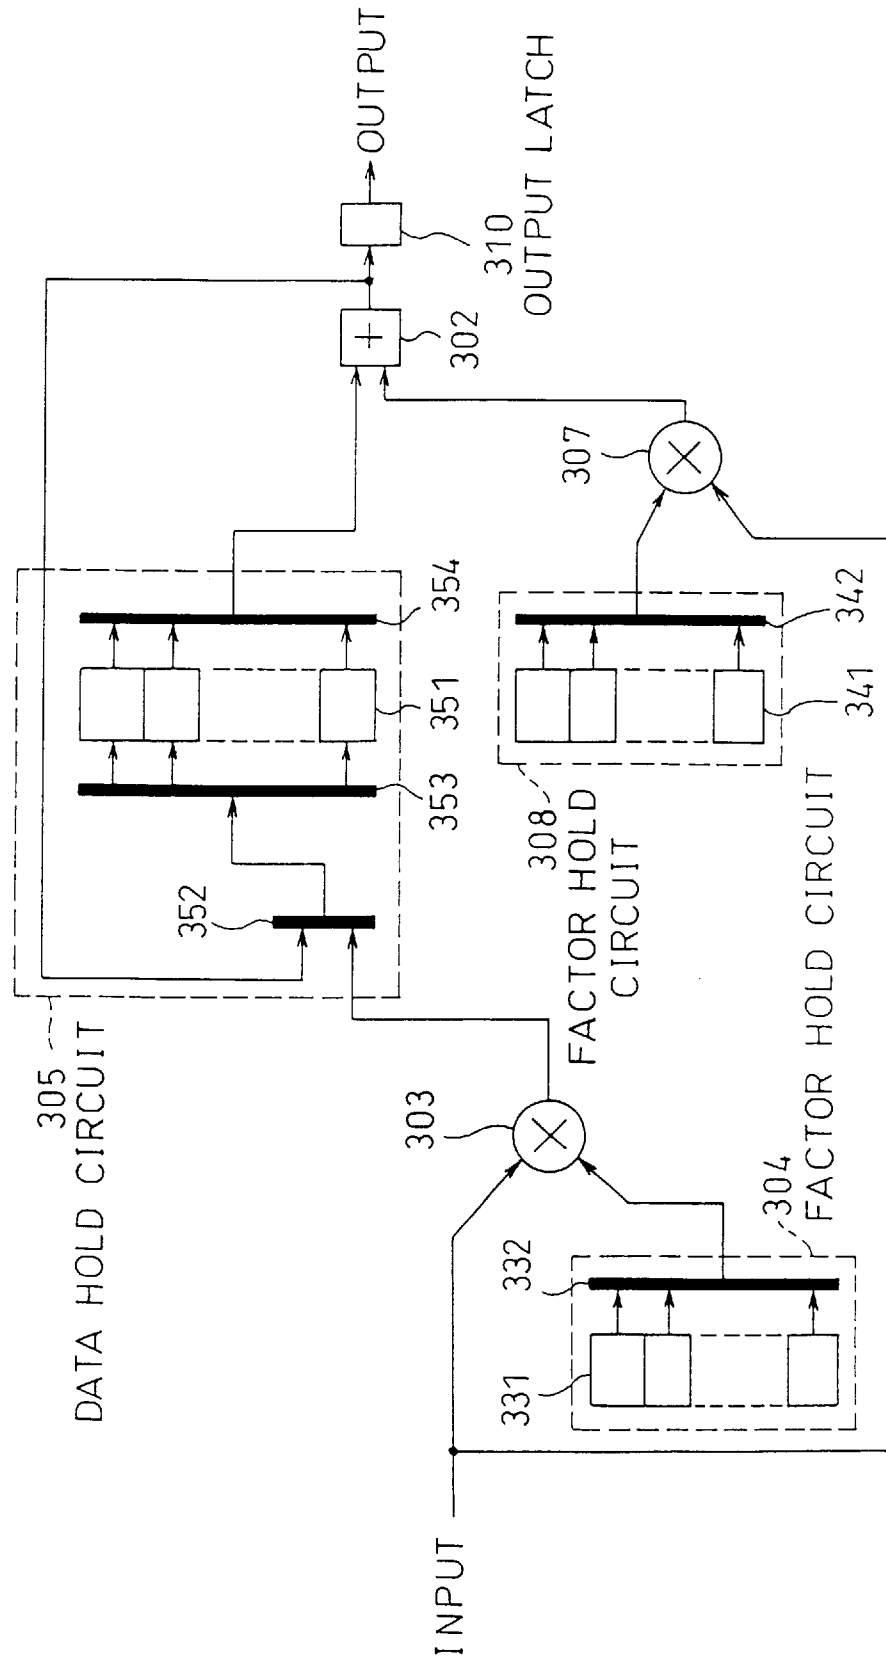 305
DATA HOLD CIRCUIT
352
353
351
354
OUTPUT
302
310
OUTPUT LATCH
303
307
308
FACTOR HOLD
CIRCUIT
342
341
INPUT
331
332
304
FACTOR HOLD CIRCUIT